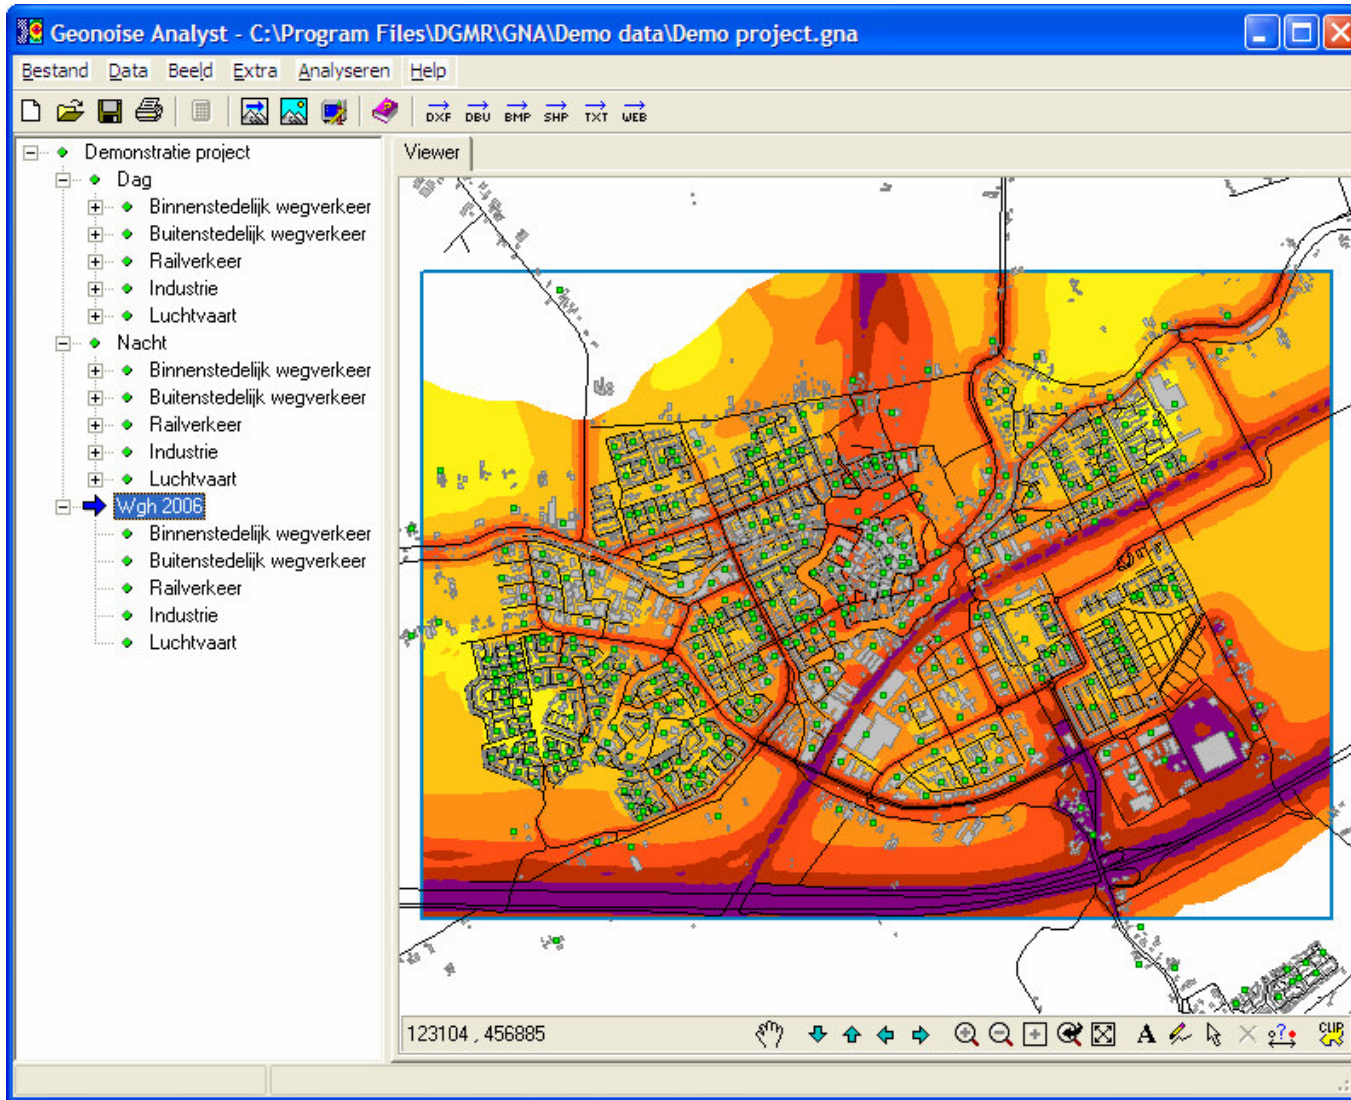 Geonoise Analyst - C:\Program Files\DGMR\GNA\Demo data\Demo project.gna
Bestand Data Beeld Extra Analyseren Help
DXF DBU BMP SHP TXT WEB
Demonstratie project
Dag
Binnenstedelijk wegverkeer
Buitenstedelijk wegverkeer
Railverkeer
Industrie
Luchtvaart
Nacht
Binnenstedelijk wegverkeer
Buitenstedelijk wegverkeer
Railverkeer
Industrie
Luchtvaart
Wgh 2006
Binnenstedelijk wegverkeer
Buitenstedelijk wegverkeer
Railverkeer
Industrie
Luchtvaart
Viewer
123104 , 456885
A
?
CLIP